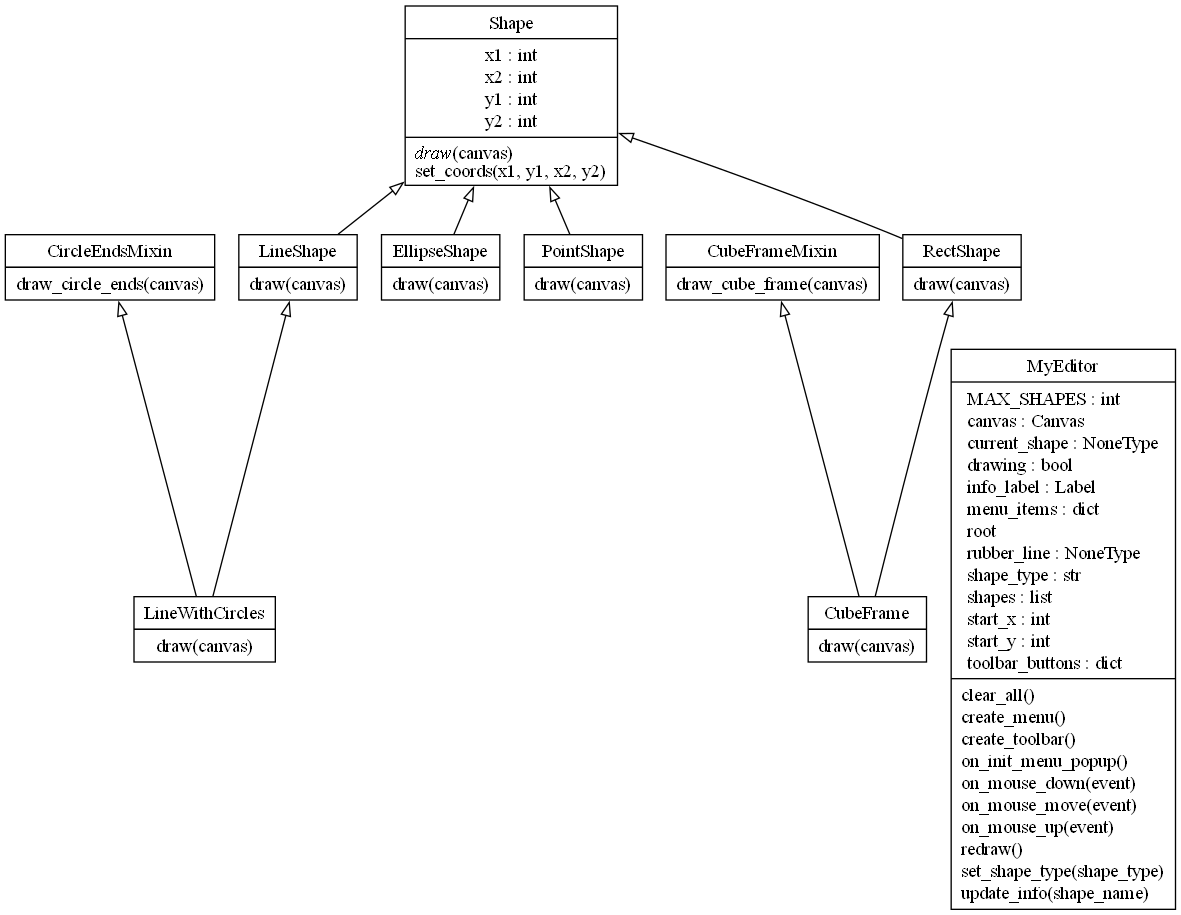 Shape
x1 : int
x2 : int
y1 : int
y2 : int
draw(canvas)
set_coords(x1, y1, x2, y2)
CircleEndsMixin
draw_circle_ends(canvas)
LineShape
draw(canvas)
EllipseShape
draw(canvas)
PointShape
draw(canvas)
CubeFrameMixin
draw_cube_frame(canvas)
RectShape
draw(canvas)
LineWithCircles
draw(canvas)
CubeFrame
draw(canvas)
MyEditor
MAX_SHAPES : int
canvas : Canvas
current_shape : NoneType
drawing : bool
info_label : Label
menu_items : dict
root
rubber_line : NoneType
shape_type : str
shapes : list
start_x : int
start_y : int
toolbar_buttons : dict
clear_all()
create_menu()
create_toolbar()
on_init_menu_popup()
on_mouse_down(event)
on_mouse_move(event)
on_mouse_up(event)
redraw()
set_shape_type(shape_type)
update_info(shape_name)